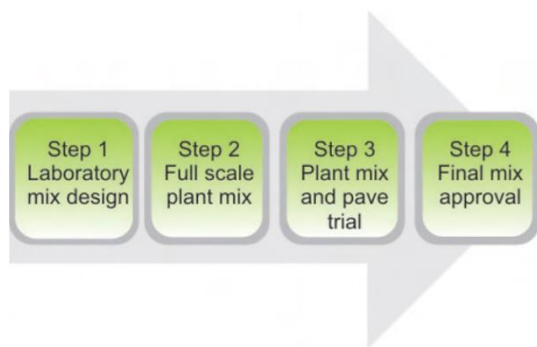 Step 1
Laboratory
mix design
Step 2
Full scale
plant mix
Step 3
Plant mix
and pave
trial
Step 4
Final mix
approval